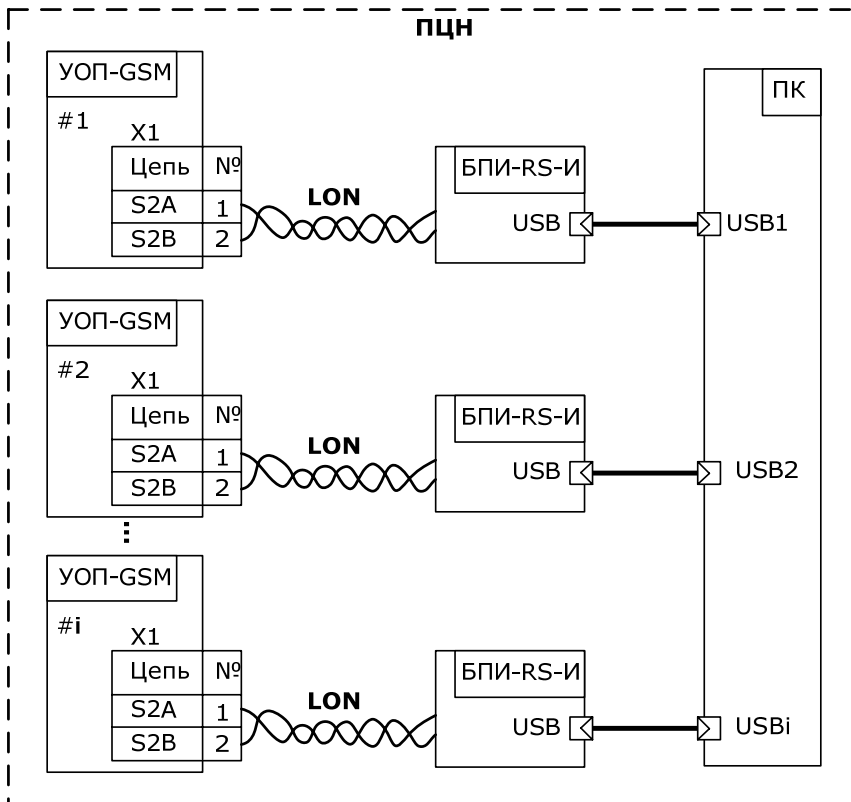 ПЦН
УОП-GSM
#1
X1
Цепь №
S2A 1
S2B 2
LON
БПИ-RS-И
USB
ПК
USB1
УОП-GSM
#2
X1
Цепь №
S2A 1
S2B 2
LON
БПИ-RS-И
USB
USB2
...
УОП-GSM
#i
X1
Цепь №
S2A 1
S2B 2
LON
БПИ-RS-И
USB
USBi